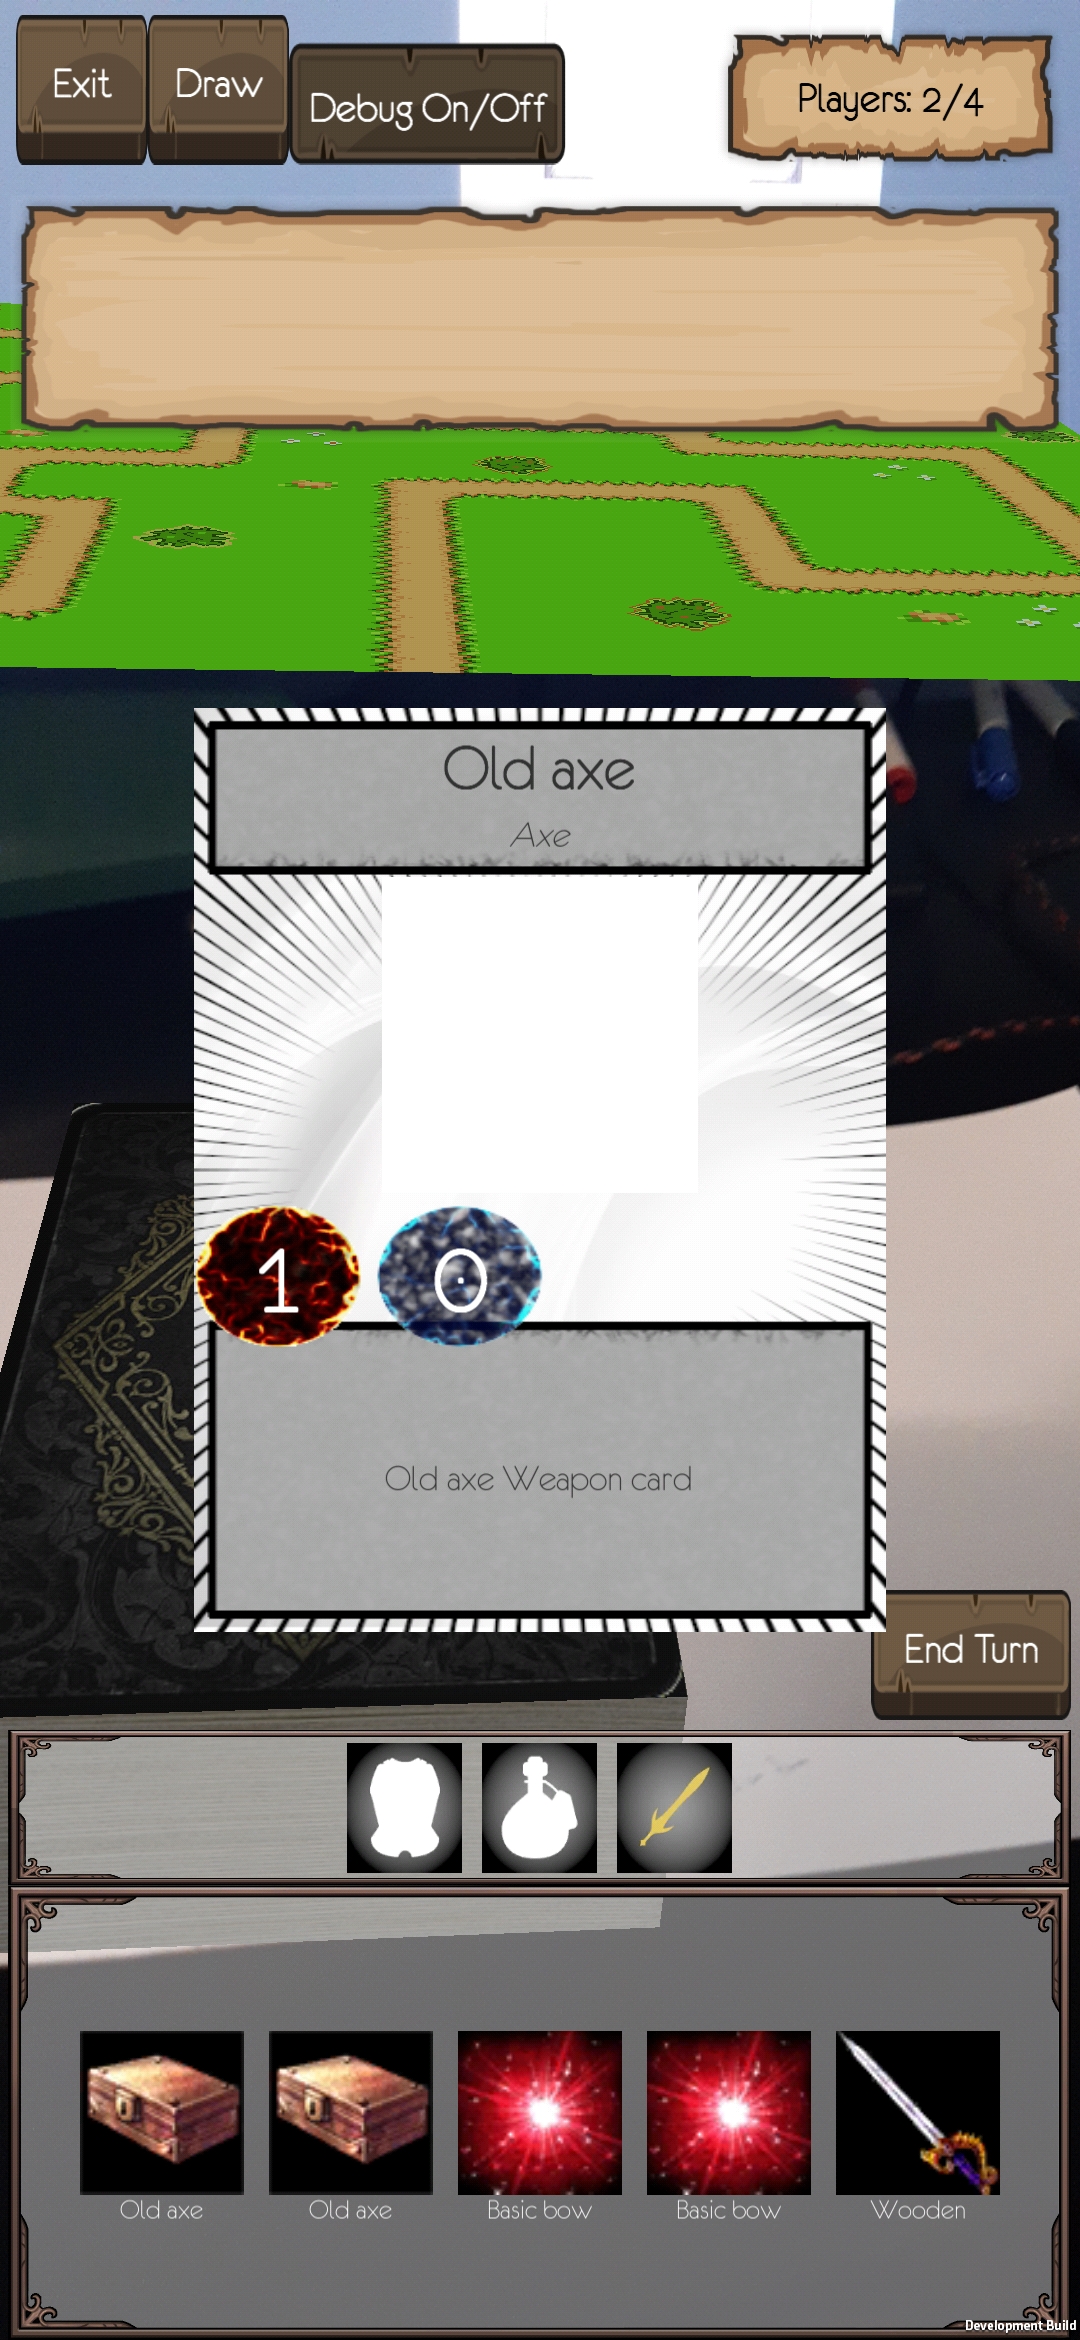 Exit
Draw
Debug On/Off
Players: 2/4
Old axe
Axe
1
0
Old axe Weapon card
End Turn
Old axe
Old axe
Basic bow
Basic bow
Wooden
Development Build